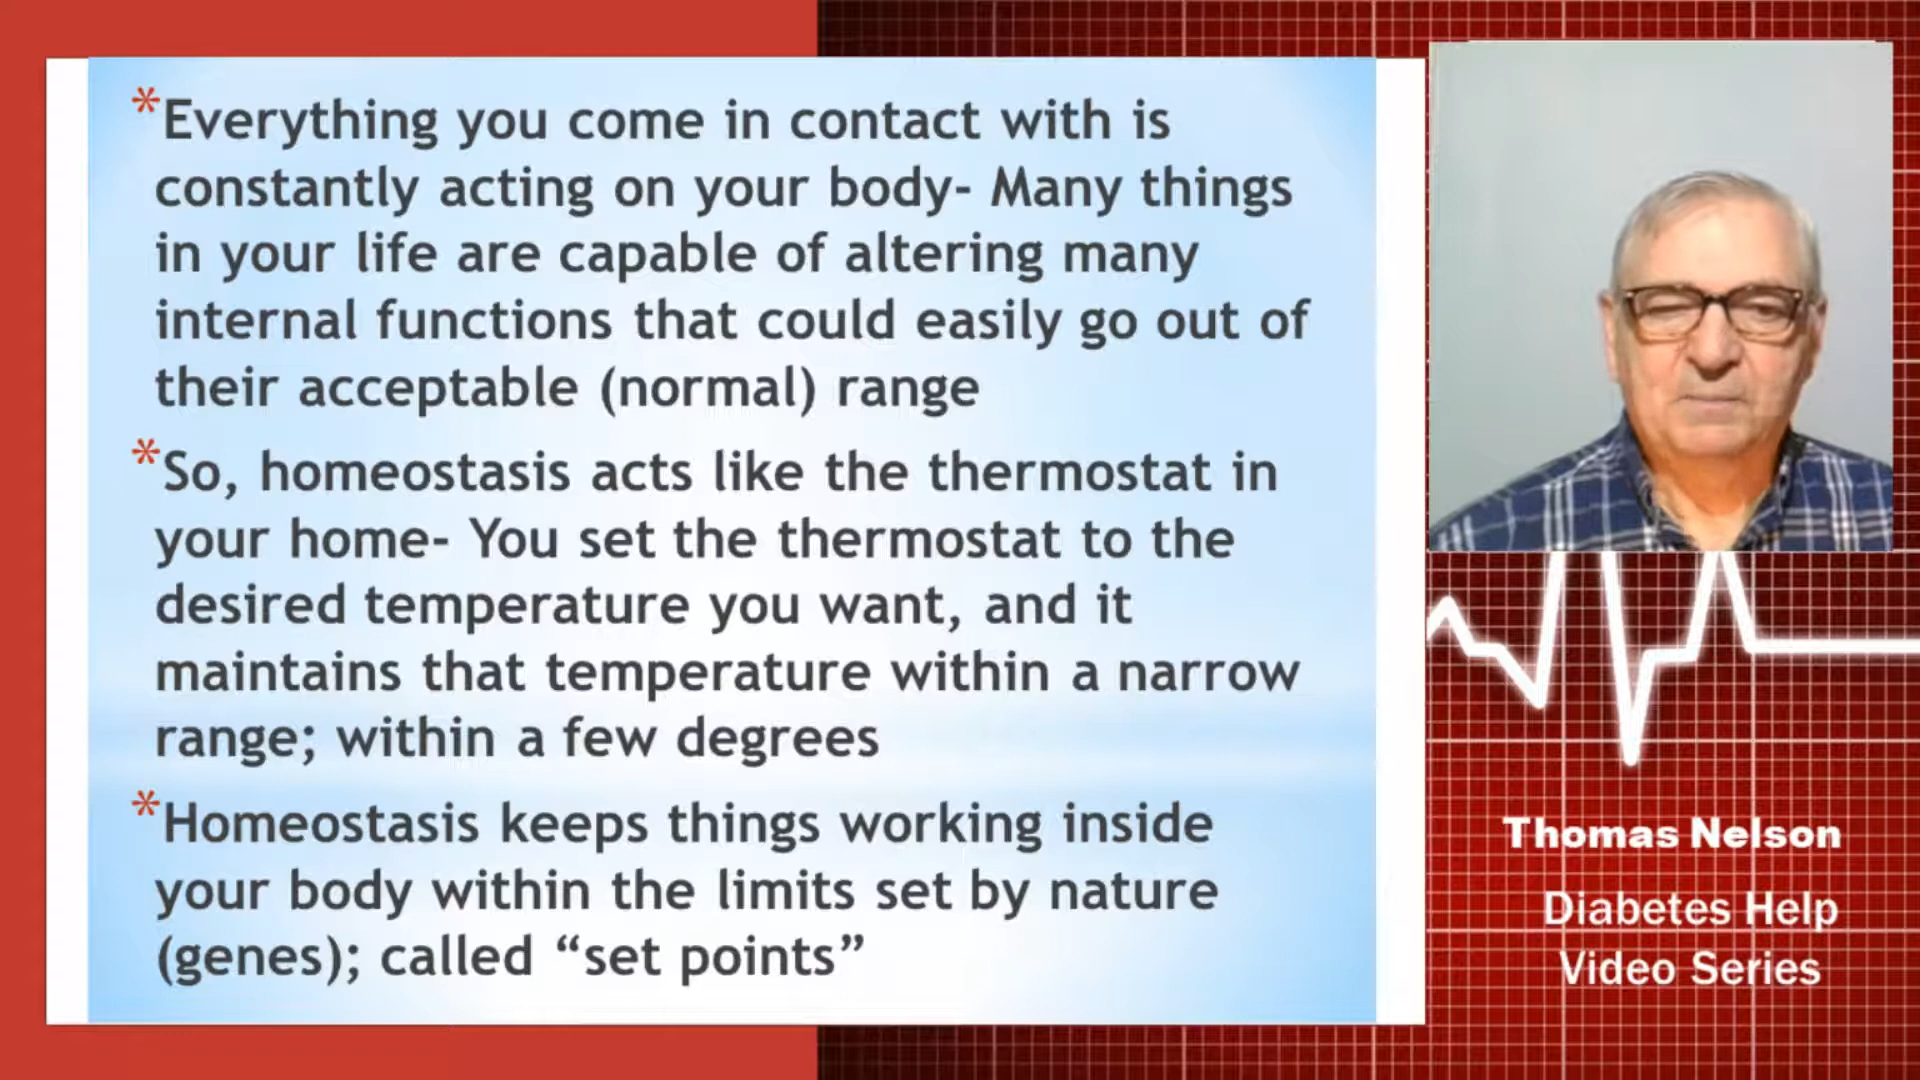 *Everything you come in contact with is
constantly acting on your body- Many things
in your life are capable of altering many
internal functions that could easily go out of
their acceptable (normal) range
*So, homeostasis acts like the thermostat in
your home- You set the thermostat to the
desired temperature you want, and it
maintains that temperature within a narrow
range; within a few degrees
*Homeostasis keeps things working inside
your body within the limits set by nature
(genes); called “set points”
Thomas Nelson
Diabetes Help
Video Series